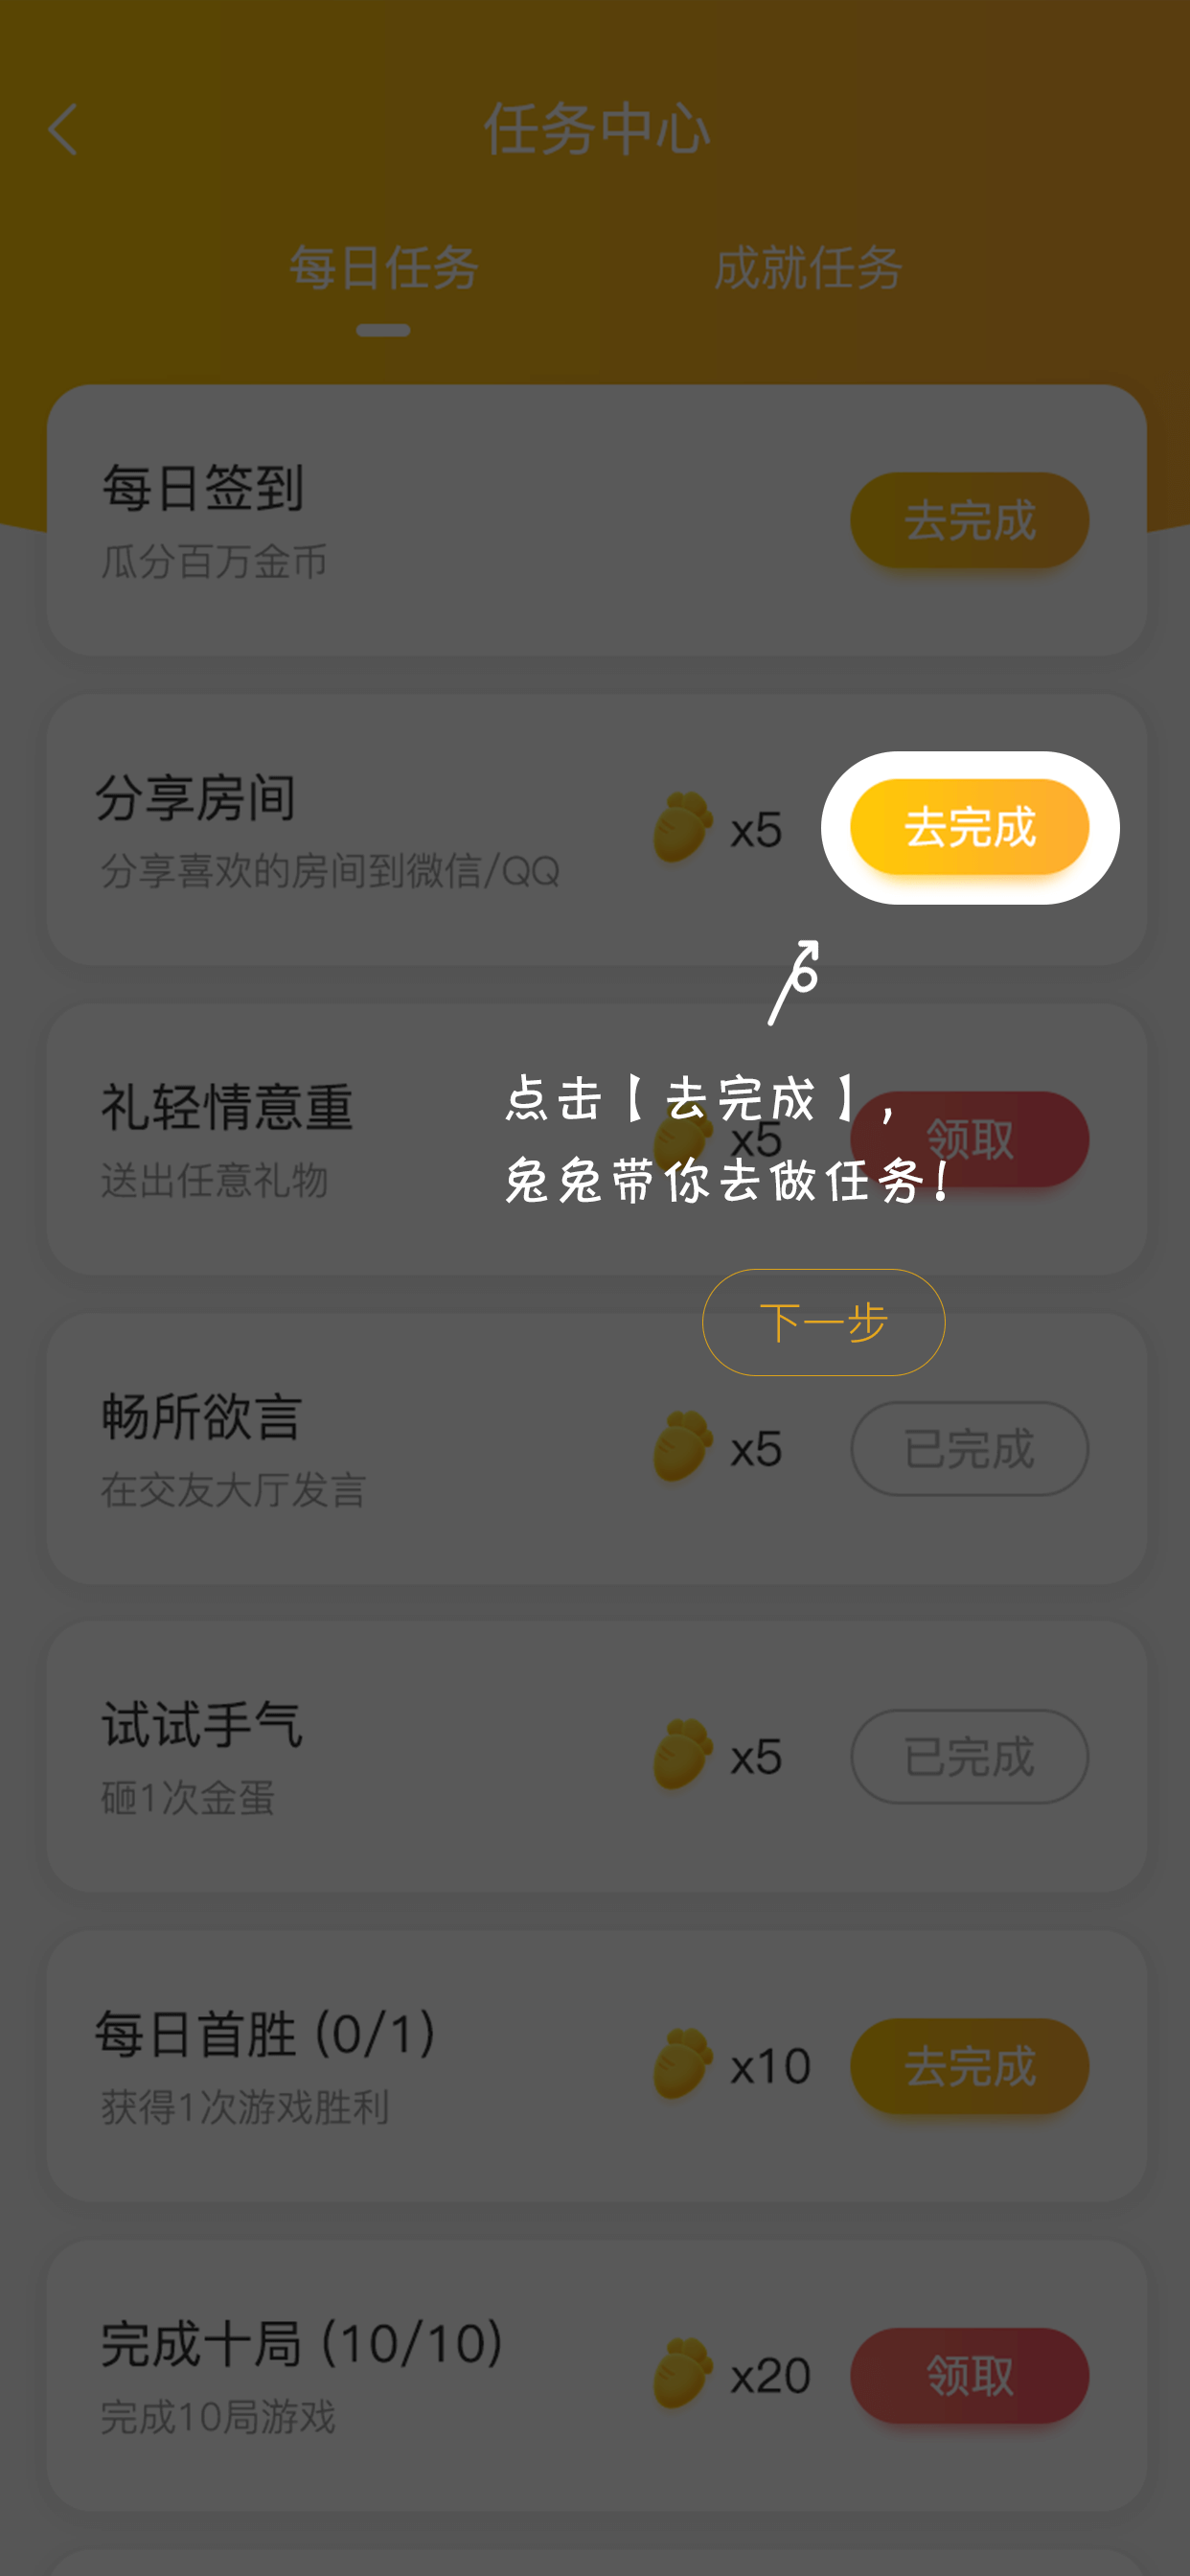 任务中心
每日任务 成就任务
每日签到
瓜分百万金币
去完成
分享房间
分享喜欢的房间到微信/QQ
x5
去完成
礼轻情意重
送出任意礼物
x5
领取
点击【去完成】,
兔兔带你去做任务!
下一步
畅所欲言
在交友大厅发言
x5
已完成
试试手气
砸1次金蛋
x5
已完成
每日首胜 (0/1)
获得1次游戏胜利
x10
去完成
完成十局 (10/10)
完成10局游戏
x20
领取